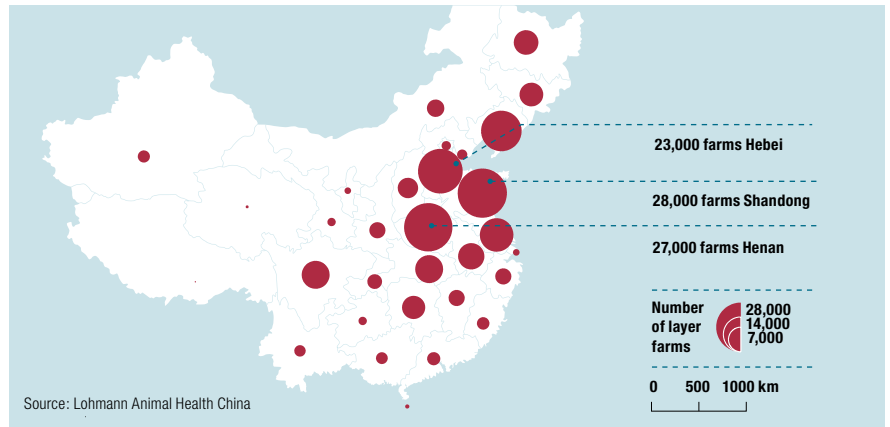 23,000 farms Hebei
28,000 farms Shandong
27,000 farms Henan
Number
of layer
farms
28,000
14,000
7,000
0 500 1000 km
Source: Lohmann Animal Health China